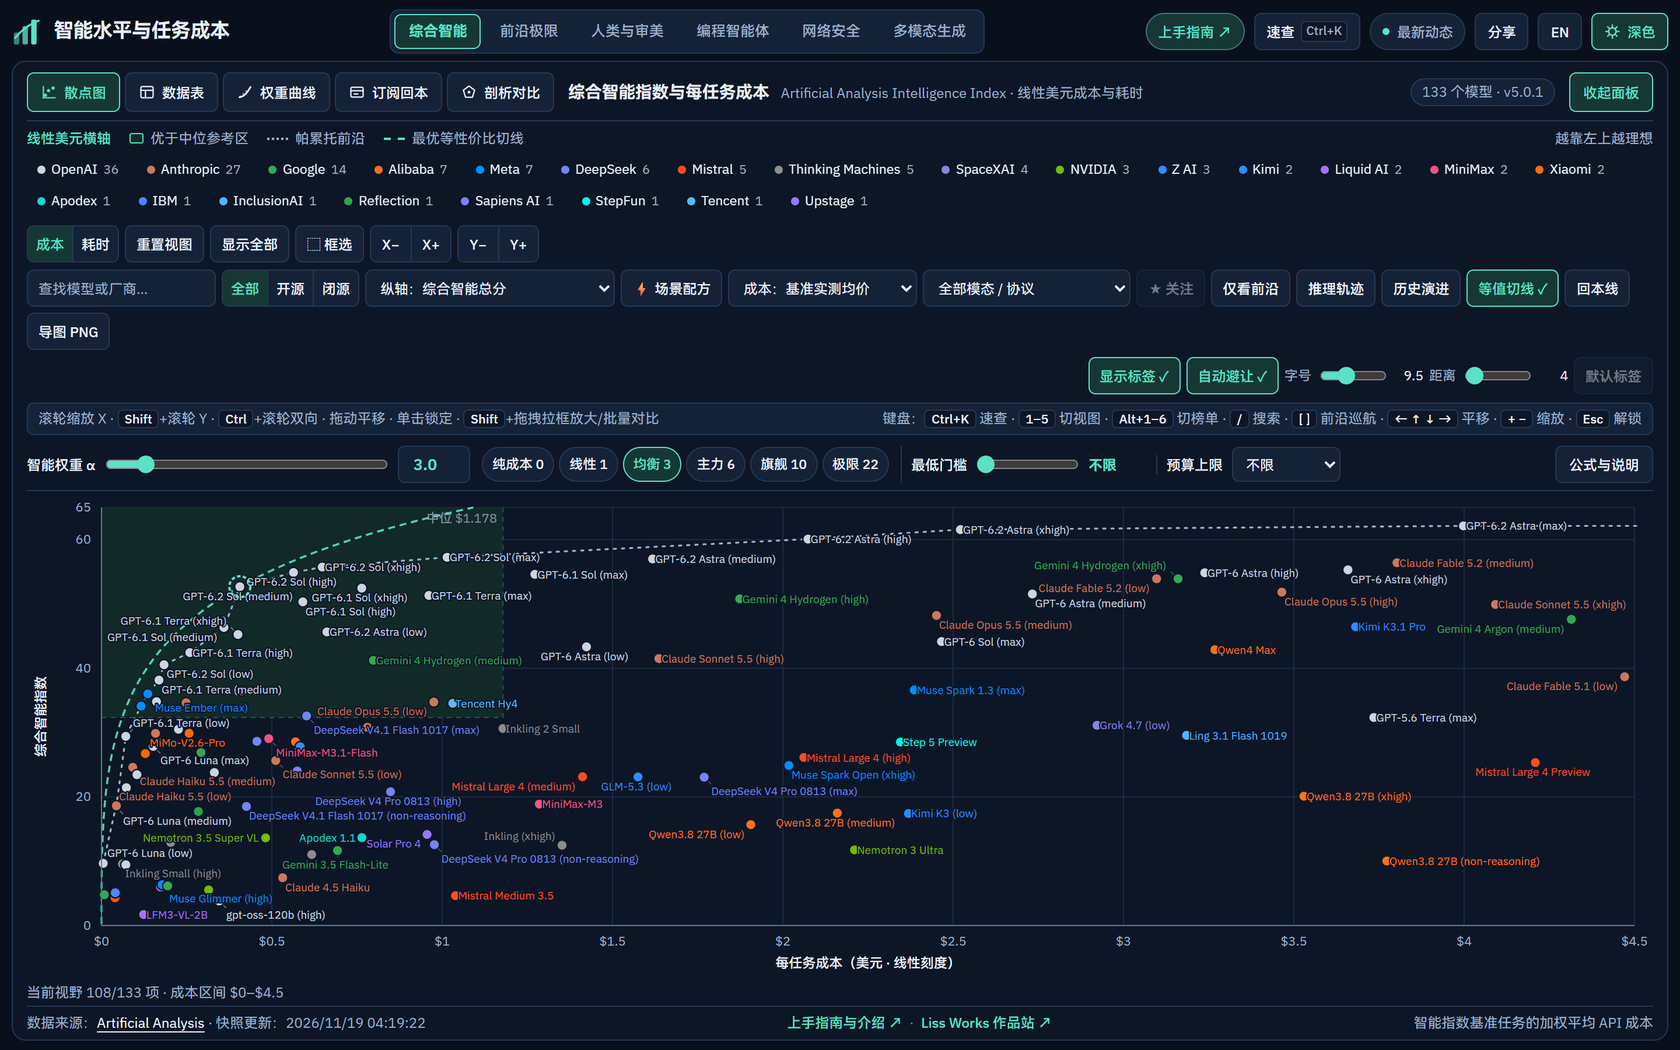 智能水平与任务成本
综合智能 前沿极限 人类与审美 编程智能体 网络安全 多模态生成
上手指南 ↗ 速查 Ctrl+K 最新动态 分享 EN 深色
散点图 数据表 权重曲线 订阅回本 剖析对比 综合智能指数与每任务成本 Artificial Analysis Intelligence Index · 线性美元成本与耗时 133 个模型 · v5.0.1 收起面板
线性美元横轴 优于中位参考区 帕累托前沿 最优等性价比切线 越靠左上越理想
OpenAI 36 Anthropic 27 Google 14 Alibaba 7 Meta 7 DeepSeek 6 Mistral 5 Thinking Machines 5 SpaceXAI 4 NVIDIA 3 Z AI 3 Kimi 2 Liquid AI 2 MiniMax 2 Xiaomi 2
Apodex 1 IBM 1 InclusionAI 1 Reflection 1 Sapiens AI 1 StepFun 1 Tencent 1 Upstage 1
成本 耗时 重置视图 显示全部 框选 X− X+ Y− Y+
查找模型或厂商... 全部 开源 闭源 纵轴：综合智能总分 场景配方 成本：基准实测均价 全部模态 / 协议 ★ 关注 仅看前沿 推理轨迹 历史演进 等值切线 ✓ 回本线
导图 PNG
显示标签 ✓ 自动避让 ✓ 字号 9.5 距离 4 默认标签
滚轮缩放 X · Shift +滚轮 Y · Ctrl +滚轮双向 · 拖动平移 · 单击锁定 · Shift +拖拽拉框放大/批量对比
键盘： Ctrl+K 速查 · 1–5 切视图 · Alt+1–6 切榜单 · / 搜索 · [ ] 前沿巡航 · ← ↑ ↓ → 平移 · + − 缩放 · Esc 解锁
智能权重 α 3.0 纯成本 0 线性 1 均衡 3 主力 6 旗舰 10 极限 22 最低门槛 不限 预算上限 不限 公式与说明
65
中位 $1.178
GPT-6.2 Astra (xhigh)
GPT-6.2 Astra (max)
60
GPT-6.2 Astra (high)
GPT-6.2 Sol (max)
GPT-6.2 Astra (medium)
Claude Fable 5.2 (medium)
GPT-6.2 Sol (xhigh)
Gemini 4 Hydrogen (xhigh)
GPT-6.1 Sol (max)
GPT-6 Astra (high)
GPT-6 Astra (xhigh)
GPT-6.2 Sol (high)
Claude Fable 5.2 (low)
GPT-6.2 Sol (medium)
GPT-6.1 Sol (xhigh)
GPT-6.1 Terra (max)
Gemini 4 Hydrogen (high)
GPT-6 Astra (medium)
Claude Opus 5.5 (high)
Claude Sonnet 5.5 (xhigh)
GPT-6.1 Sol (high)
GPT-6.1 Terra (xhigh)
Claude Opus 5.5 (medium)
Kimi K3.1 Pro
Gemini 4 Argon (medium)
GPT-6.1 Sol (medium)
GPT-6.2 Astra (low)
GPT-6 Sol (max)
GPT-6.1 Terra (high)
Gemini 4 Hydrogen (medium)
GPT-6 Astra (low)
Claude Sonnet 5.5 (high)
Qwen4 Max
40
GPT-6.2 Sol (low)
GPT-6.1 Terra (medium)
Muse Spark 1.3 (max)
Claude Fable 5.1 (low)
Muse Ember (max)
Claude Opus 5.5 (low)
Tencent Hy4
GPT-5.6 Terra (max)
GPT-6.1 Terra (low)
DeepSeek V4.1 Flash 1017 (max)
Inkling 2 Small
Grok 4.7 (low)
Ling 3.1 Flash 1019
MiMo-V2.6-Pro
MiniMax-M3.1-Flash
Step 5 Preview
GPT-6 Luna (max)
Mistral Large 4 (high)
Claude Sonnet 5.5 (low)
Muse Spark Open (xhigh)
Mistral Large 4 Preview
Claude Haiku 5.5 (medium)
Mistral Large 4 (medium)
GLM-5.3 (low)
DeepSeek V4 Pro 0813 (max)
20
Claude Haiku 5.5 (low)
DeepSeek V4 Pro 0813 (high)
MiniMax-M3
Qwen3.8 27B (xhigh)
GPT-6 Luna (medium)
DeepSeek V4.1 Flash 1017 (non-reasoning)
Qwen3.8 27B (medium)
Kimi K3 (low)
Nemotron 3.5 Super VL
Apodex 1.1
Solar Pro 4
Inkling (xhigh)
Qwen3.8 27B (low)
GPT-6 Luna (low)
Gemini 3.5 Flash-Lite
DeepSeek V4 Pro 0813 (non-reasoning)
Nemotron 3 Ultra
Qwen3.8 27B (non-reasoning)
Inkling Small (high)
Claude 4.5 Haiku
Muse Glimmer (high)
Mistral Medium 3.5
LFM3-VL-2B
gpt-oss-120b (high)
0
综合智能指数
$0 $0.5 $1 $1.5 $2 $2.5 $3 $3.5 $4 $4.5
每任务成本（美元 · 线性刻度）
当前视野 108/133 项 · 成本区间 $0–$4.5
数据来源： Artificial Analysis · 快照更新：2026/11/19 04:19:22 上手指南与介绍 ↗ · Liss Works 作品站 ↗ 智能指数基准任务的加权平均 API 成本